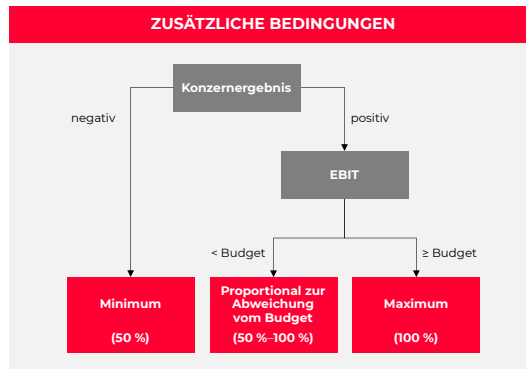 ZUSÄTZLICHE BEDINGUNGEN
Konzernergebnis
negativ
positiv
EBIT
< Budget
≥ Budget
Minimum
(50 %)
Proportional zur
Abweichung
vom Budget
(50 %–100 %)
Maximum
(100 %)